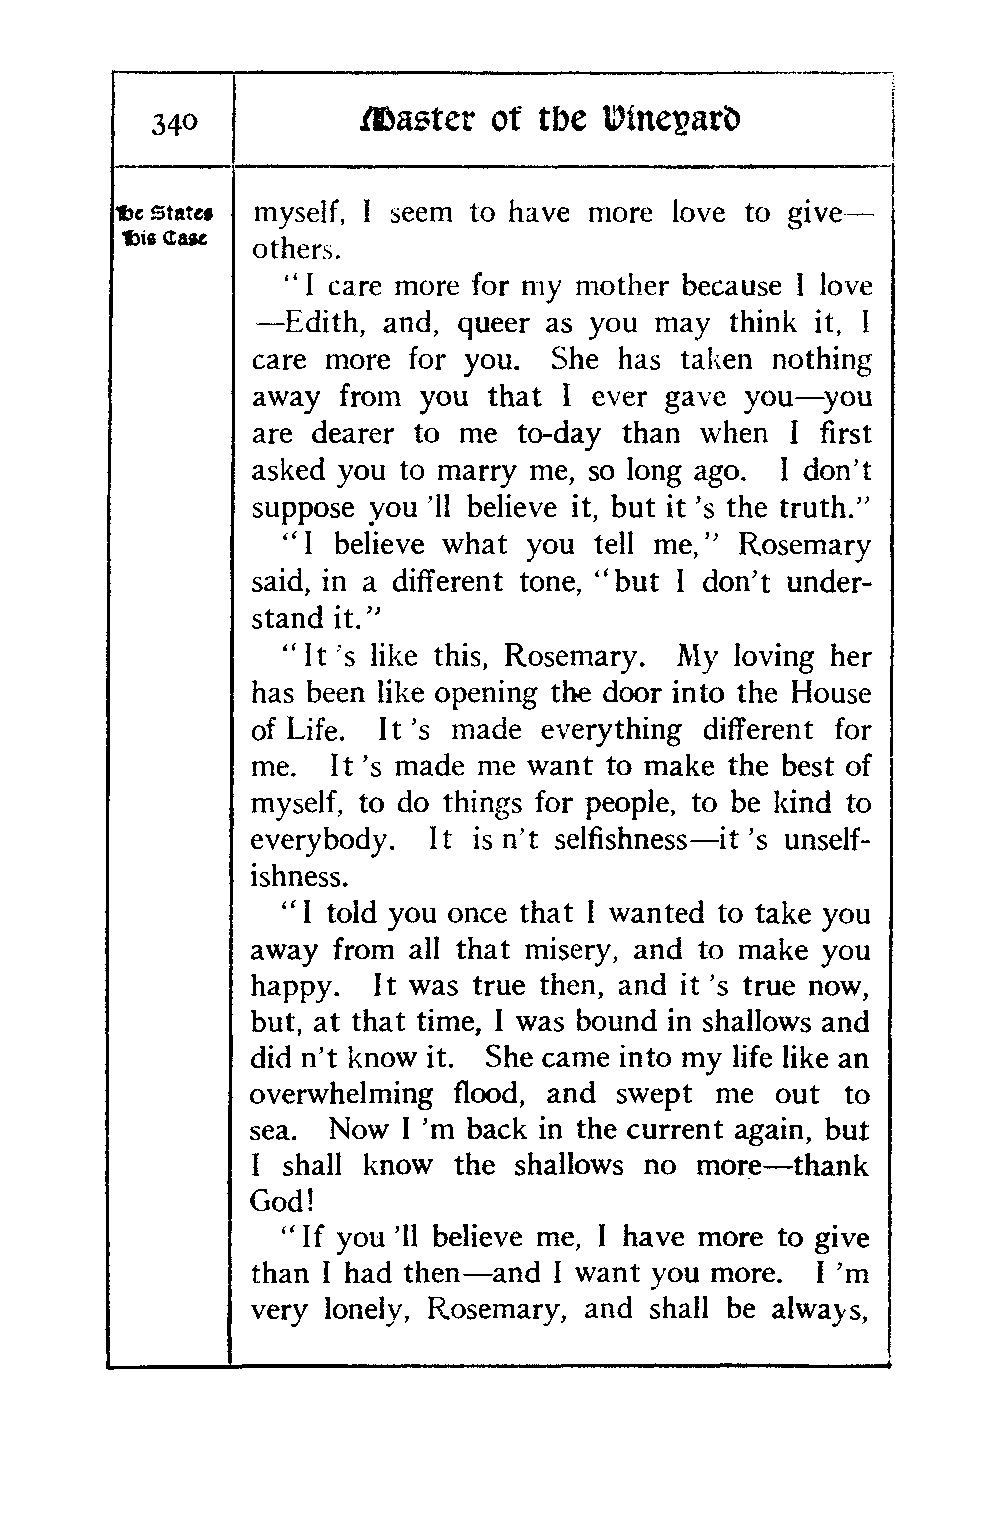 340
Master of the Vineyard
He States
His Case
myself, I seem to have more love to give—
others.
“I care more for my mother because I love
—Edith, and, queer as you may think it, I
care more for you. She has taken nothing
away from you that I ever gave you—you
are dearer to me to-day than when I first
asked you to marry me, so long ago. I don’t
suppose you ’ll believe it, but it ’s the truth.”
“I believe what you tell me,” Rosemary
said, in a different tone, “but I don’t under-
stand it.”
“It ’s like this, Rosemary. My loving her
has been like opening the door into the House
of Life. It ’s made everything different for
me. It ’s made me want to make the best of
myself, to do things for people, to be kind to
everybody. It is n’t selfishness—it ’s unself-
ishness.
“I told you once that I wanted to take you
away from all that misery, and to make you
happy. It was true then, and it ’s true now,
but, at that time, I was bound in shallows and
did n’t know it. She came into my life like an
overwhelming flood, and swept me out to
sea. Now I ’m back in the current again, but
I shall know the shallows no more—thank
God!
“If you ’ll believe me, I have more to give
than I had then—and I want you more. I ’m
very lonely, Rosemary, and shall be always,